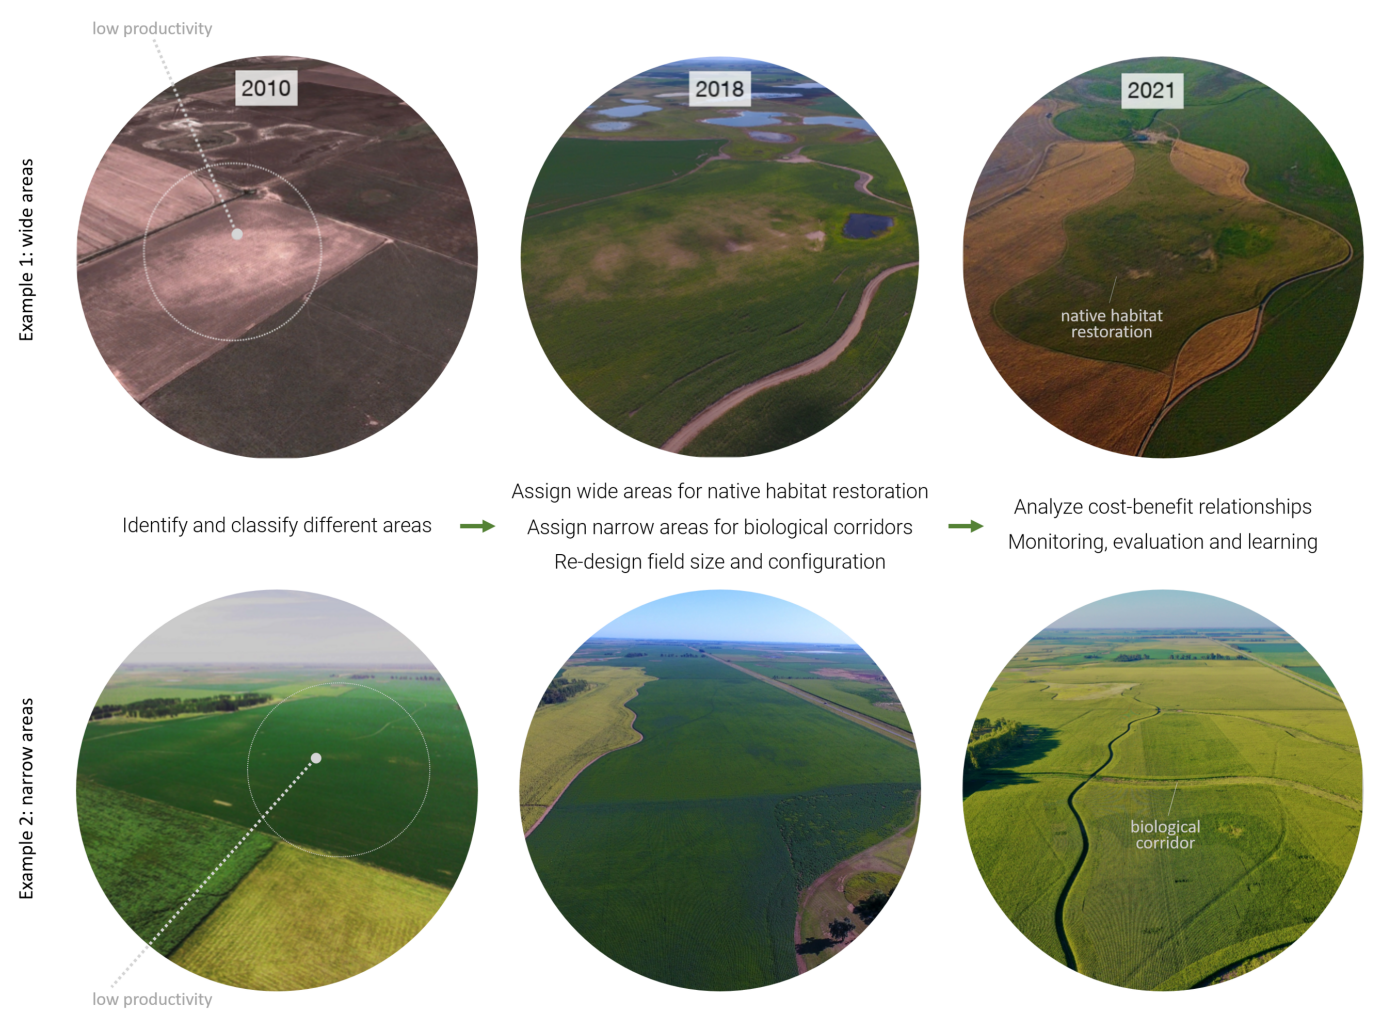 low productivity
2010
2018
2021
Example 1: wide areas
native habitat
restoration
Identify and classify different areas
Assign wide areas for native habitat restoration
Assign narrow areas for biological corridors
Re-design field size and configuration
Analyze cost-benefit relationships
Monitoring, evaluation and learning
Example 2: narrow areas
biological
corridor
low productivity